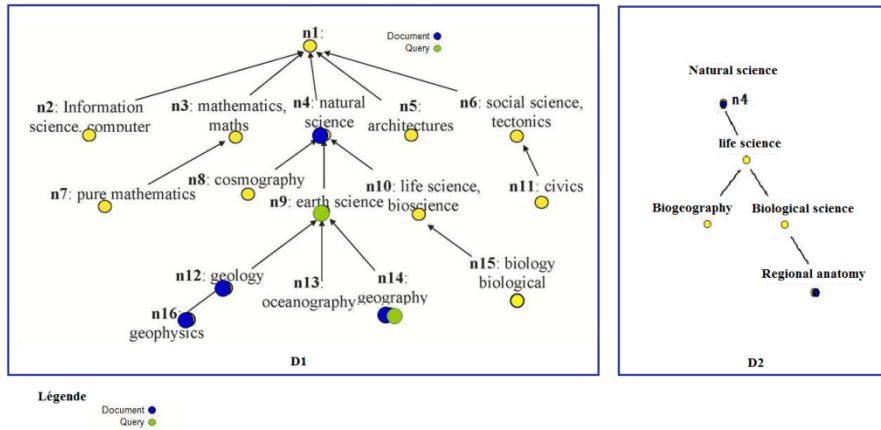 n1:
Document
Query
n2: Information
science, computer
n3: mathematics,
maths
n4: natural
science
n5:
architectures
n6: social science,
tectonics
n7: pure mathematics
n8: cosmography
n9: earth science
n10: life science,
bioscience
n11: civics
n12: geology
n13:
oceanography
n14:
geography
n15: biology
biological
n16:
geophysics
D1
Natural science
n4
life science
Biogeography
Biological science
Regional anatomy
D2
Légende
Document
Query